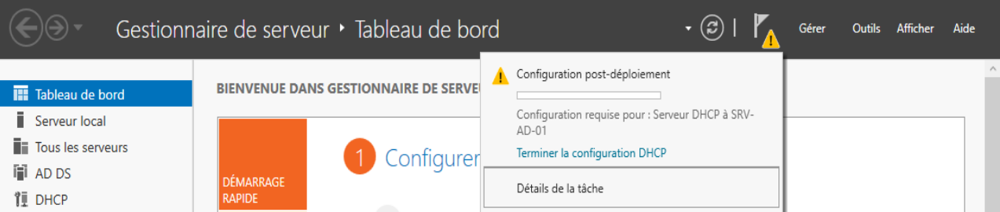 Gestionnaire de serveur ‣ Tableau de bord
Gérer Outils Afficher Aide
Tableau de bord
Serveur local
Tous les serveurs
AD DS
DHCP
BIENVENUE DANS GESTIONNAIRE DE SERVEU
DÉMARRAGE
RAPIDE
1 Configurer
Configuration post-déploiement
Configuration requise pour : Serveur DHCP à SRV-
AD-01
Terminer la configuration DHCP
Détails de la tâche